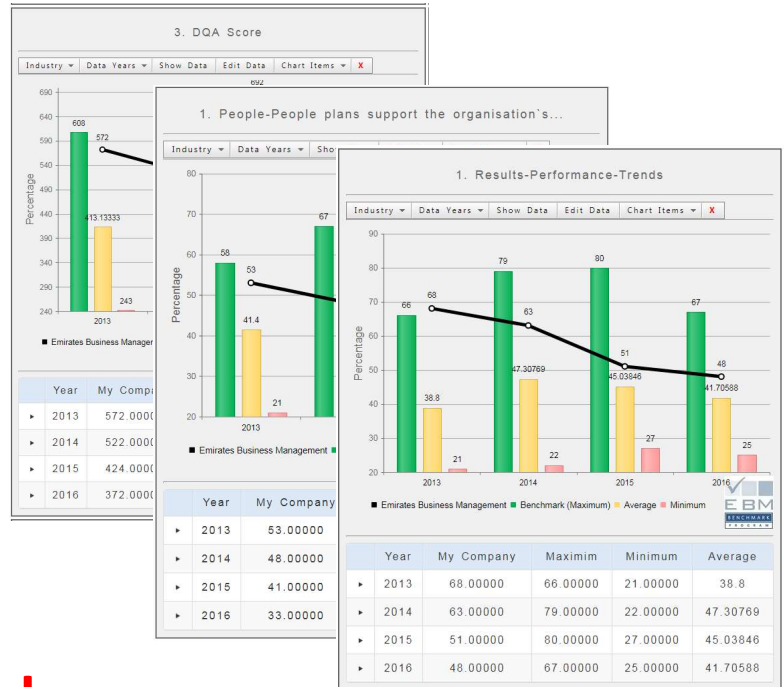 3. DQA Score
Industry Data Years Show Data Edit Data Chart Items X
692
690
640
590
540
490
440
390
340
290
240
Percentage
608
572
413.13333
243
2013
Emirates Business
Year My
2013 572.0000
2014 522.0000
2015 424.0000
2016 372.0000
1. People-People plans support the organisation`s...
Industry Data Years
80
70
60
50
40
30
20
Percentage
58
53
41.4
21
67
2013
Emirates Business Management
Year My Company
2013 53.00000
2014 48.00000
2015 41.00000
2016 33.00000
1. Results-Performance-Trends
Industry Data Years Show Data Edit Data Chart Items X
90
80
70
60
50
40
30
20
Percentage
66 68 38.8 21
79 63 47.30769 22
80 51 45.03846 27
67 48 41.70588 25
2013 2014 2015 2016
Emirates Business Management Benchmark (Maximum) Average Minimum
EBM
BENCHMARK
PROGRAM
Year My Company Maximim Minimum Average
2013 68.00000 66.00000 21.00000 38.8
2014 63.00000 79.00000 22.00000 47.30769
2015 51.00000 80.00000 27.00000 45.03846
2016 48.00000 67.00000 25.00000 41.70588